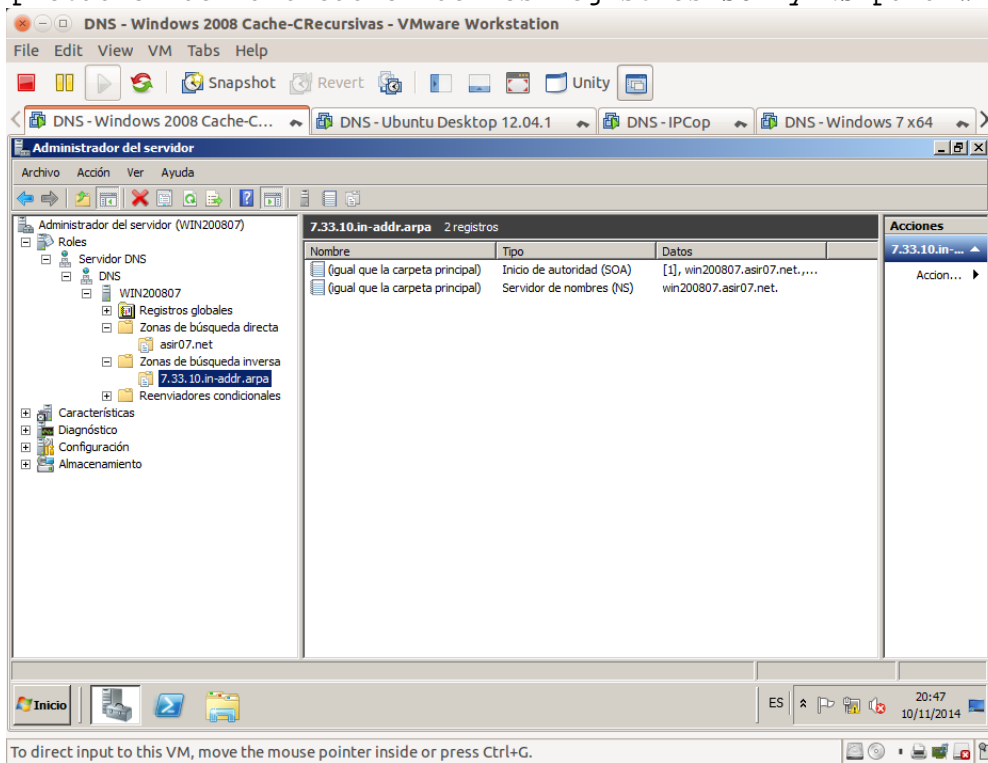 DNS - Windows 2008 Cache-CRecursivas - VMware Workstation
File Edit View VM Tabs Help
Snapshot Revert Unity
DNS - Windows 2008 Cache-C... DNS - Ubuntu Desktop 12.04.1 DNS - IPCop DNS - Windows 7 x64
Administrador del servidor
Archivo Acción Ver Ayuda
Administrador del servidor (WIN200807)
Roles
Servidor DNS
DNS
WIN200807
Registros globales
Zonas de búsqueda directa
asir07.net
Zonas de búsqueda inversa
7.33.10.in-addr.arpa
Reenviadores condicionales
Características
Diagnóstico
Configuración
Almacenamiento
7.33.10.in-addr.arpa 2 registros
Nombre Tipo Datos
(igual que la carpeta principal) Inicio de autoridad (SOA) [1], win200807.asir07.net.,...
(igual que la carpeta principal) Servidor de nombres (NS) win200807.asir07.net.
Acciones
7.33.10.in-...
Accion...
Inicio
ES
20:47
10/11/2014
To direct input to this VM, move the mouse pointer inside or press Ctrl+G.